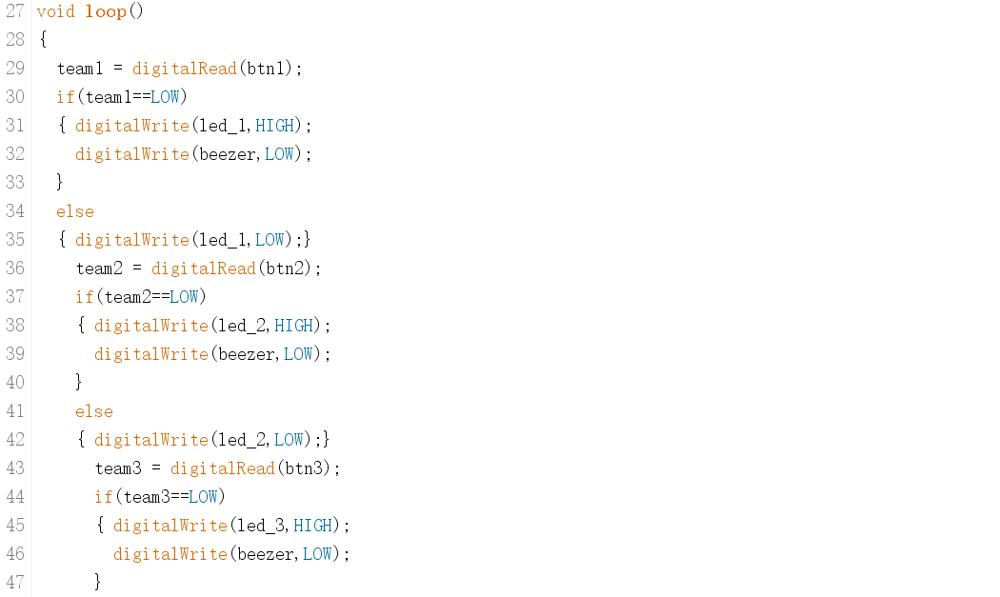 27 void loop()
28 {
29   team1 = digitalRead(btn1);
30   if(team1==LOW)
31   { digitalWrite(led_1,HIGH);
32     digitalWrite(beezer,LOW);
33   }
34   else
35   { digitalWrite(led_1,LOW);}
36     team2 = digitalRead(btn2);
37     if(team2==LOW)
38     { digitalWrite(led_2,HIGH);
39       digitalWrite(beezer,LOW);
40     }
41     else
42     { digitalWrite(led_2,LOW);}
43       team3 = digitalRead(btn3);
44       if(team3==LOW)
45       { digitalWrite(led_3,HIGH);
46         digitalWrite(beezer,LOW);
47       }